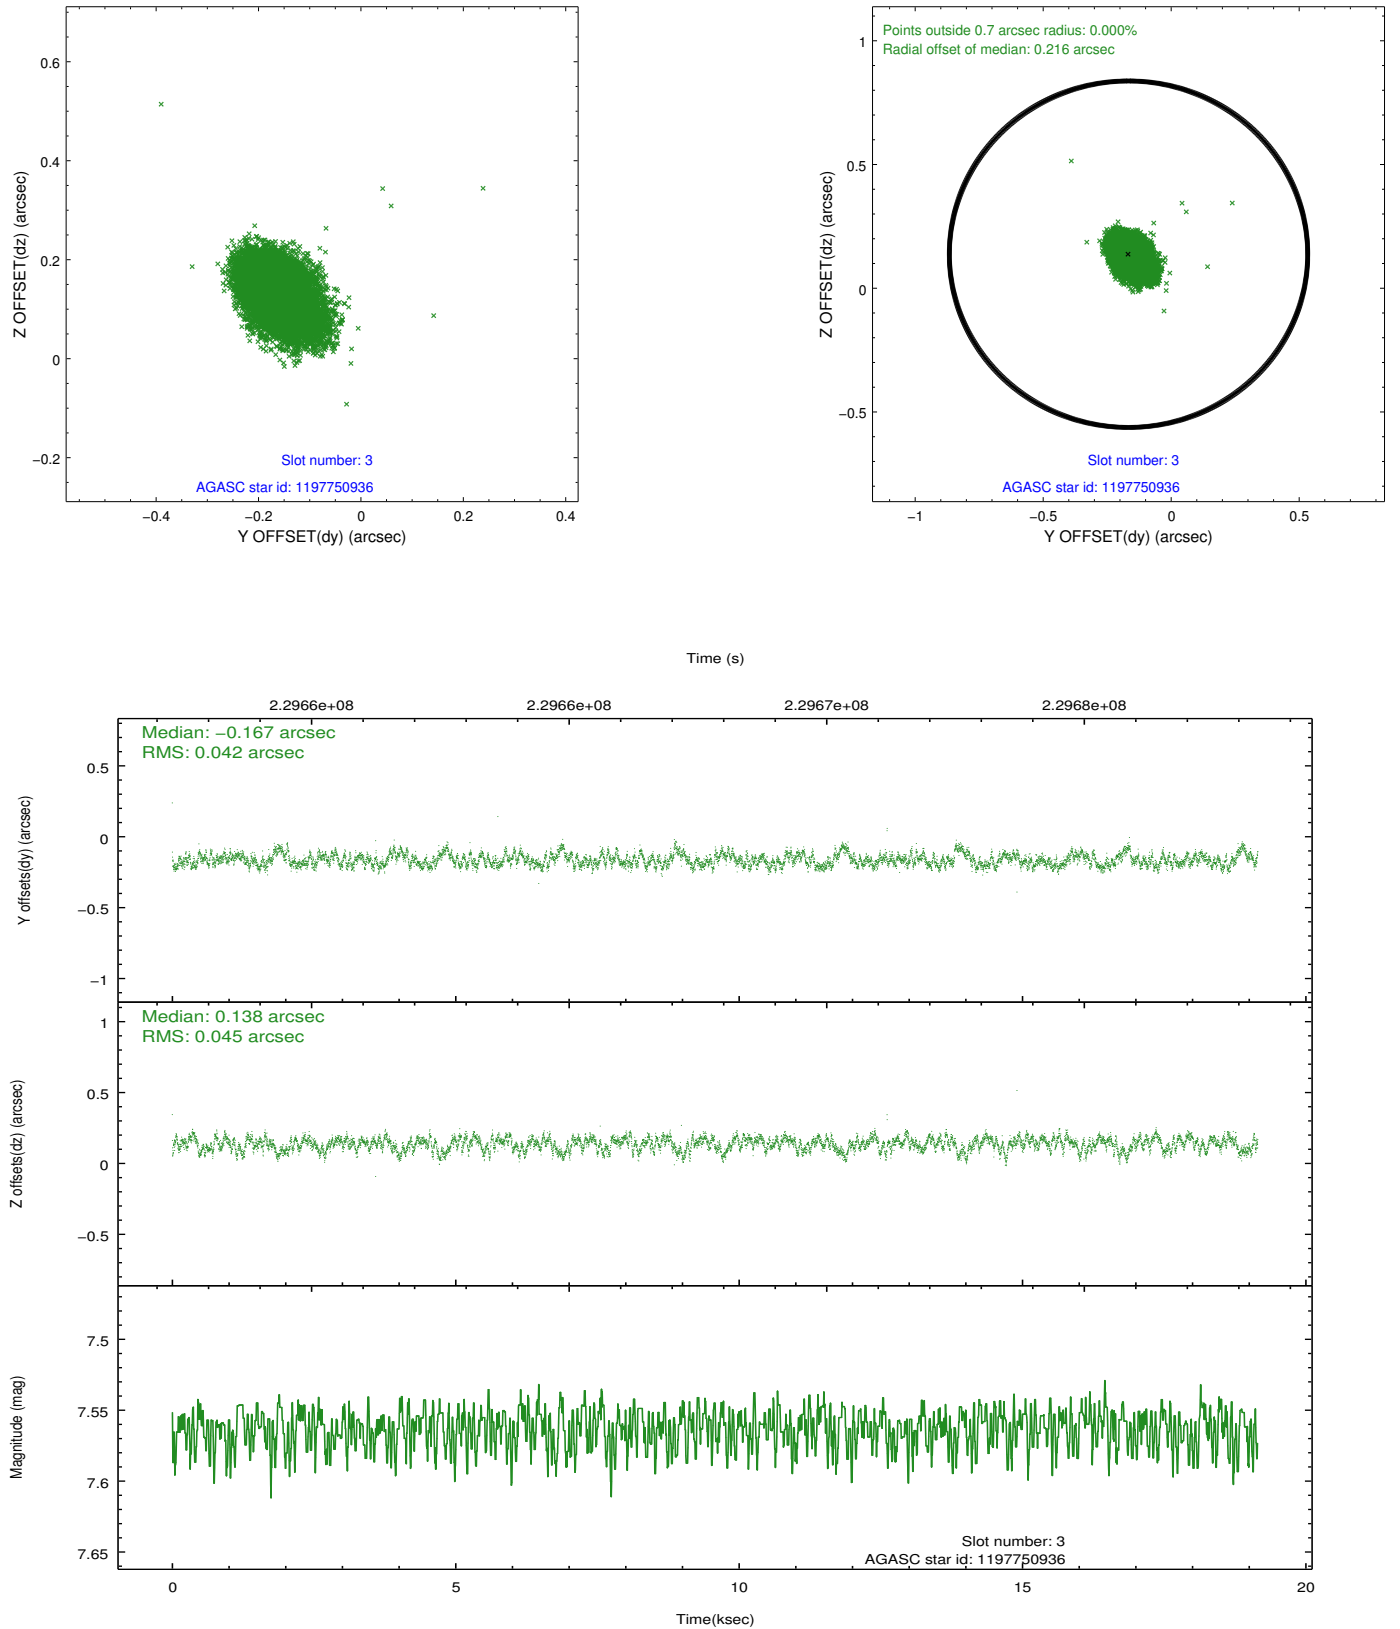 0.6
0.4
0.2
0
−0.2
Z OFFSET(dz) (arcsec)
Slot number: 3
AGASC star id: 1197750936
−0.4 −0.2 0 0.2 0.4
Y OFFSET(dy) (arcsec)
Points outside 0.7 arcsec radius: 0.000%
Radial offset of median: 0.216 arcsec
1
0.5
0
−0.5
Z OFFSET(dz) (arcsec)
Slot number: 3
AGASC star id: 1197750936
−1 −0.5 0 0.5
Y OFFSET(dy) (arcsec)
Time (s)
2.2966e+08 2.2966e+08 2.2967e+08 2.2968e+08
Median: −0.167 arcsec
RMS: 0.042 arcsec
0.5
0
−0.5
−1
Y offsets(dy) (arcsec)
Median: 0.138 arcsec
RMS: 0.045 arcsec
1
0.5
0
−0.5
Z offsets(dz) (arcsec)
7.5
7.55
7.6
7.65
Magnitude (mag)
Slot number: 3
AGASC star id: 1197750936
0 5 10 15 20
Time(ksec)